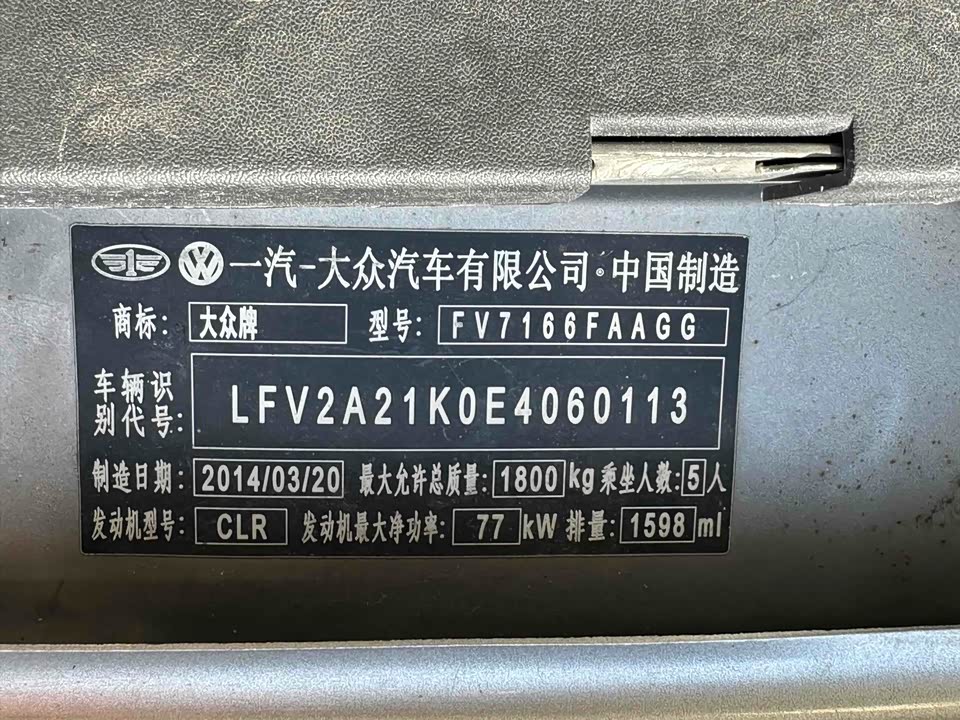 一汽-大众汽车有限公司·中国制造
商标: 大众牌 型号: FV7166FAAGG
车辆识别代号: LFV2A21K0E4060113
制造日期: 2014/03/20 最大允许总质量: 1800 kg 乘坐人数: 5 人
发动机型号: CLR 发动机最大净功率: 77 kW 排量: 1598 ml